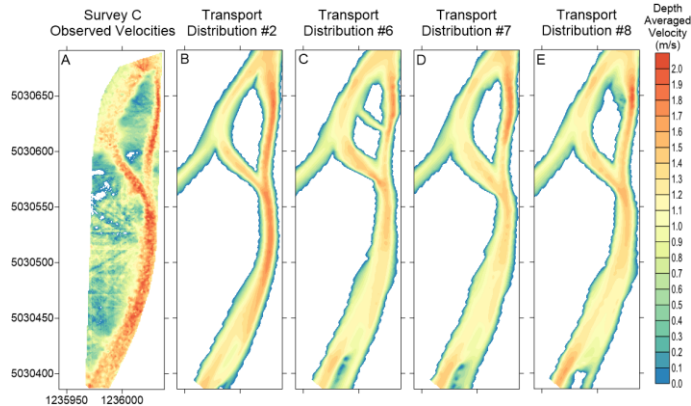 Survey C
Observed Velocities
Transport
Distribution #2
Transport
Distribution #6
Transport
Distribution #7
Transport
Distribution #8
Depth
Averaged
Velocity
(m/s)
A
B
C
D
E
5030650
5030600
5030550
5030500
5030450
5030400
1235950
1236000
2.0
1.9
1.8
1.7
1.6
1.5
1.4
1.3
1.2
1.1
1.0
0.9
0.8
0.7
0.6
0.5
0.4
0.3
0.2
0.1
0.0